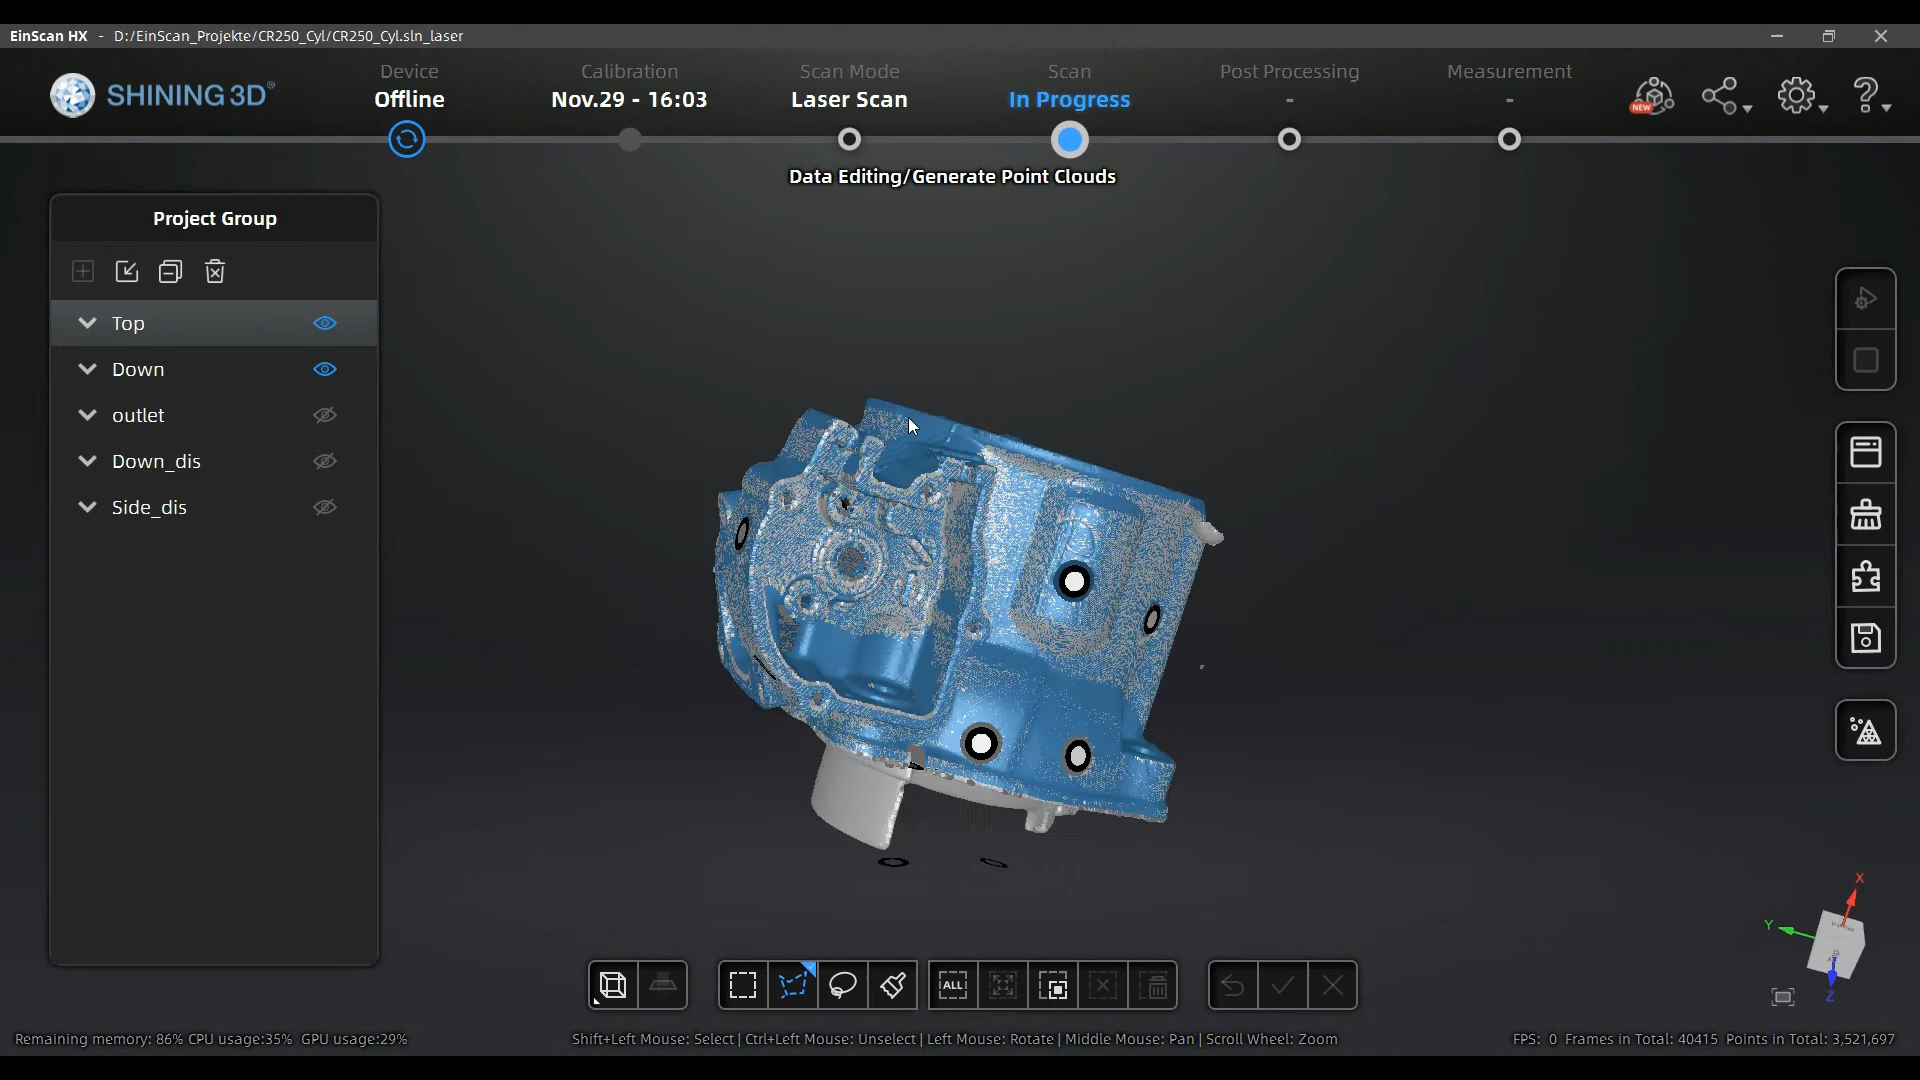 EinScan HX - D:/EinScan_Projekte/CR250_Cyl/CR250_Cyl.sln_laser
SHINING 3D®
Device
Offline
Calibration
Nov.29 - 16:03
Scan Mode
Laser Scan
Scan
In Progress
Post Processing
-
Measurement
-
NEW
Data Editing/Generate Point Clouds
Project Group
Top
Down
outlet
Down_dis
Side_dis
X
Y
Z
ALL
Remaining memory: 86% CPU usage:35% GPU usage:29%
Shift+Left Mouse: Select | Ctrl+Left Mouse: Unselect | Left Mouse: Rotate | Middle Mouse: Pan | Scroll Wheel: Zoom
FPS: 0 Frames in Total: 40415 Points in Total: 3,521,697